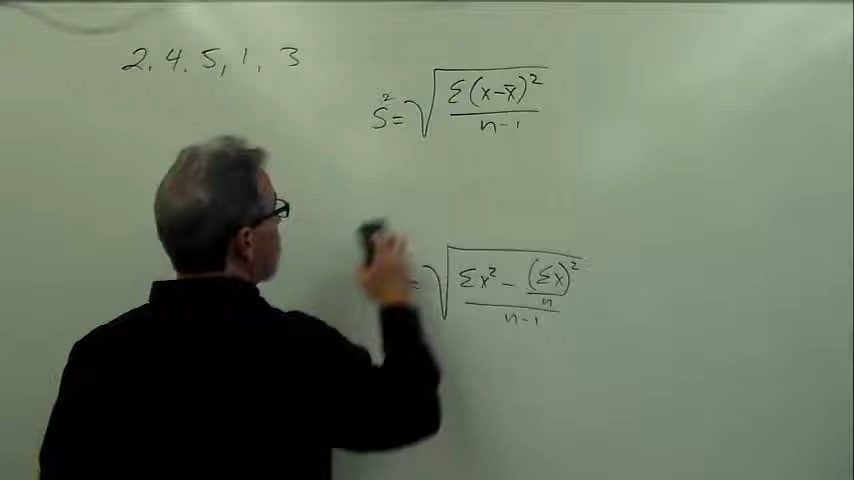 2, 4, 5, 1, 3
S² = √(Σ(x-x̄)² / n-1)
= √(Σx² - (Σx)²/n / n-1)